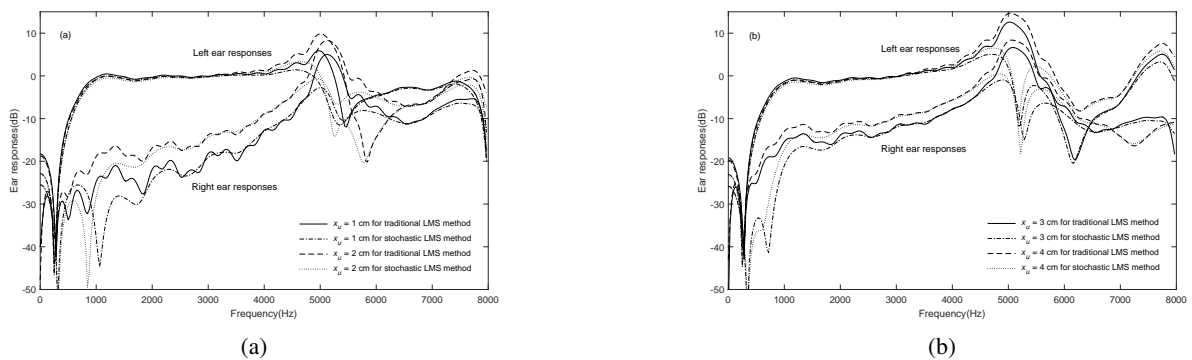 (a)
Left ear responses
Right ear responses
x_u = 1 cm for traditional LMS method
x_u = 1 cm for stochastic LMS method
x_u = 2 cm for traditional LMS method
x_u = 2 cm for stochastic LMS method
10
0
-10
-20
-30
-40
-50
Ear responses(dB)
0 1000 2000 3000 4000 5000 6000 7000 8000
Frequency(Hz)
(a)
(b)
Left ear responses
Right ear responses
x_u = 3 cm for traditional LMS method
x_u = 3 cm for stochastic LMS method
x_u = 4 cm for traditional LMS method
x_u = 4 cm for stochastic LMS method
10
0
-10
-20
-30
-40
-50
Ear responses(dB)
0 1000 2000 3000 4000 5000 6000 7000 8000
Frequency(Hz)
(b)